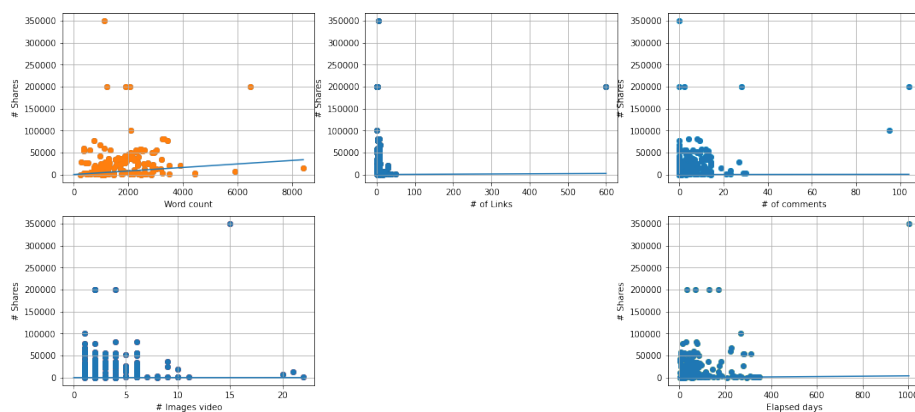 350000
300000
250000
200000
150000
100000
50000
0
# Shares
0 2000 4000 6000 8000
Word count
350000
300000
250000
200000
150000
100000
50000
0
# Shares
0 100 200 300 400 500 600
# of Links
350000
300000
250000
200000
150000
100000
50000
0
# Shares
0 20 40 60 80 100
# of comments
350000
300000
250000
200000
150000
100000
50000
0
# Shares
0 5 10 15 20
# Images video
350000
300000
250000
200000
150000
100000
50000
0
# Shares
0 200 400 600 800 1000
Elapsed days